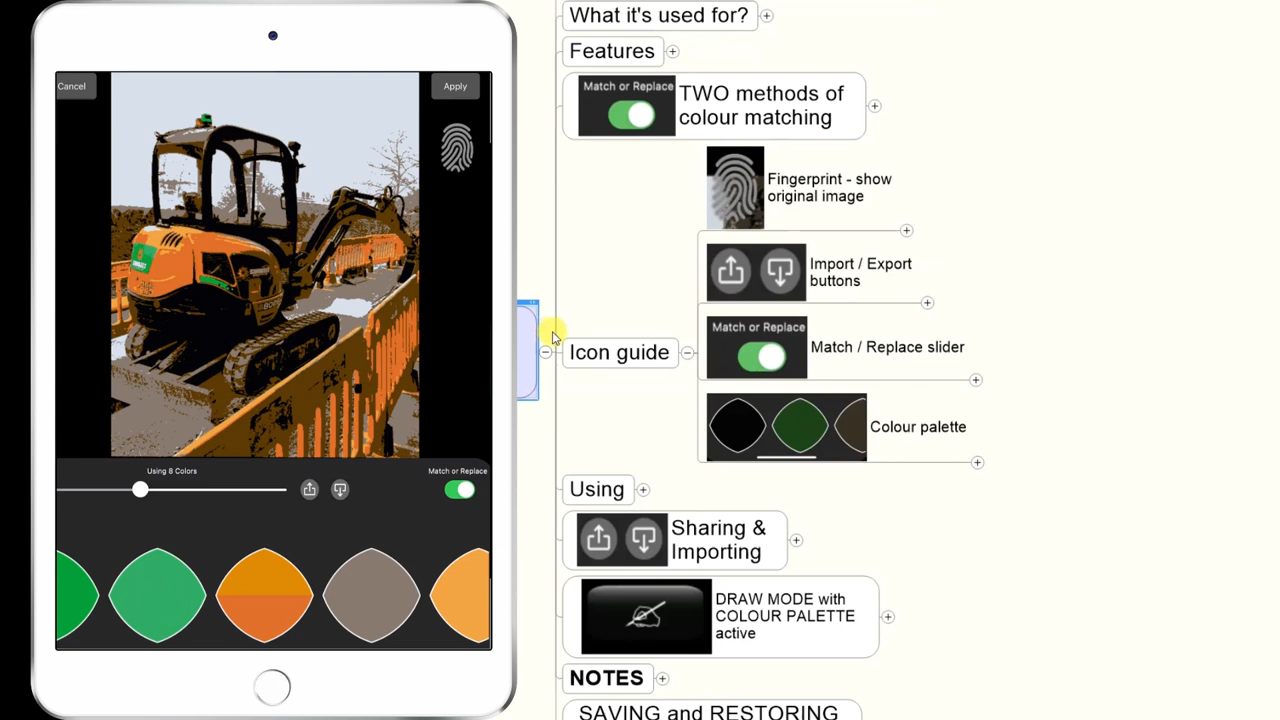 Cancel
Apply
Using 8 Colors
Match or Replace
What it's used for?
Features
Match or Replace
TWO methods of
colour matching
Fingerprint - show
original image
Import / Export
buttons
Match or Replace
Match / Replace slider
Icon guide
Colour palette
Using
Sharing &
Importing
DRAW MODE with
COLOUR PALETTE
active
NOTES
SAVING and RESTORING